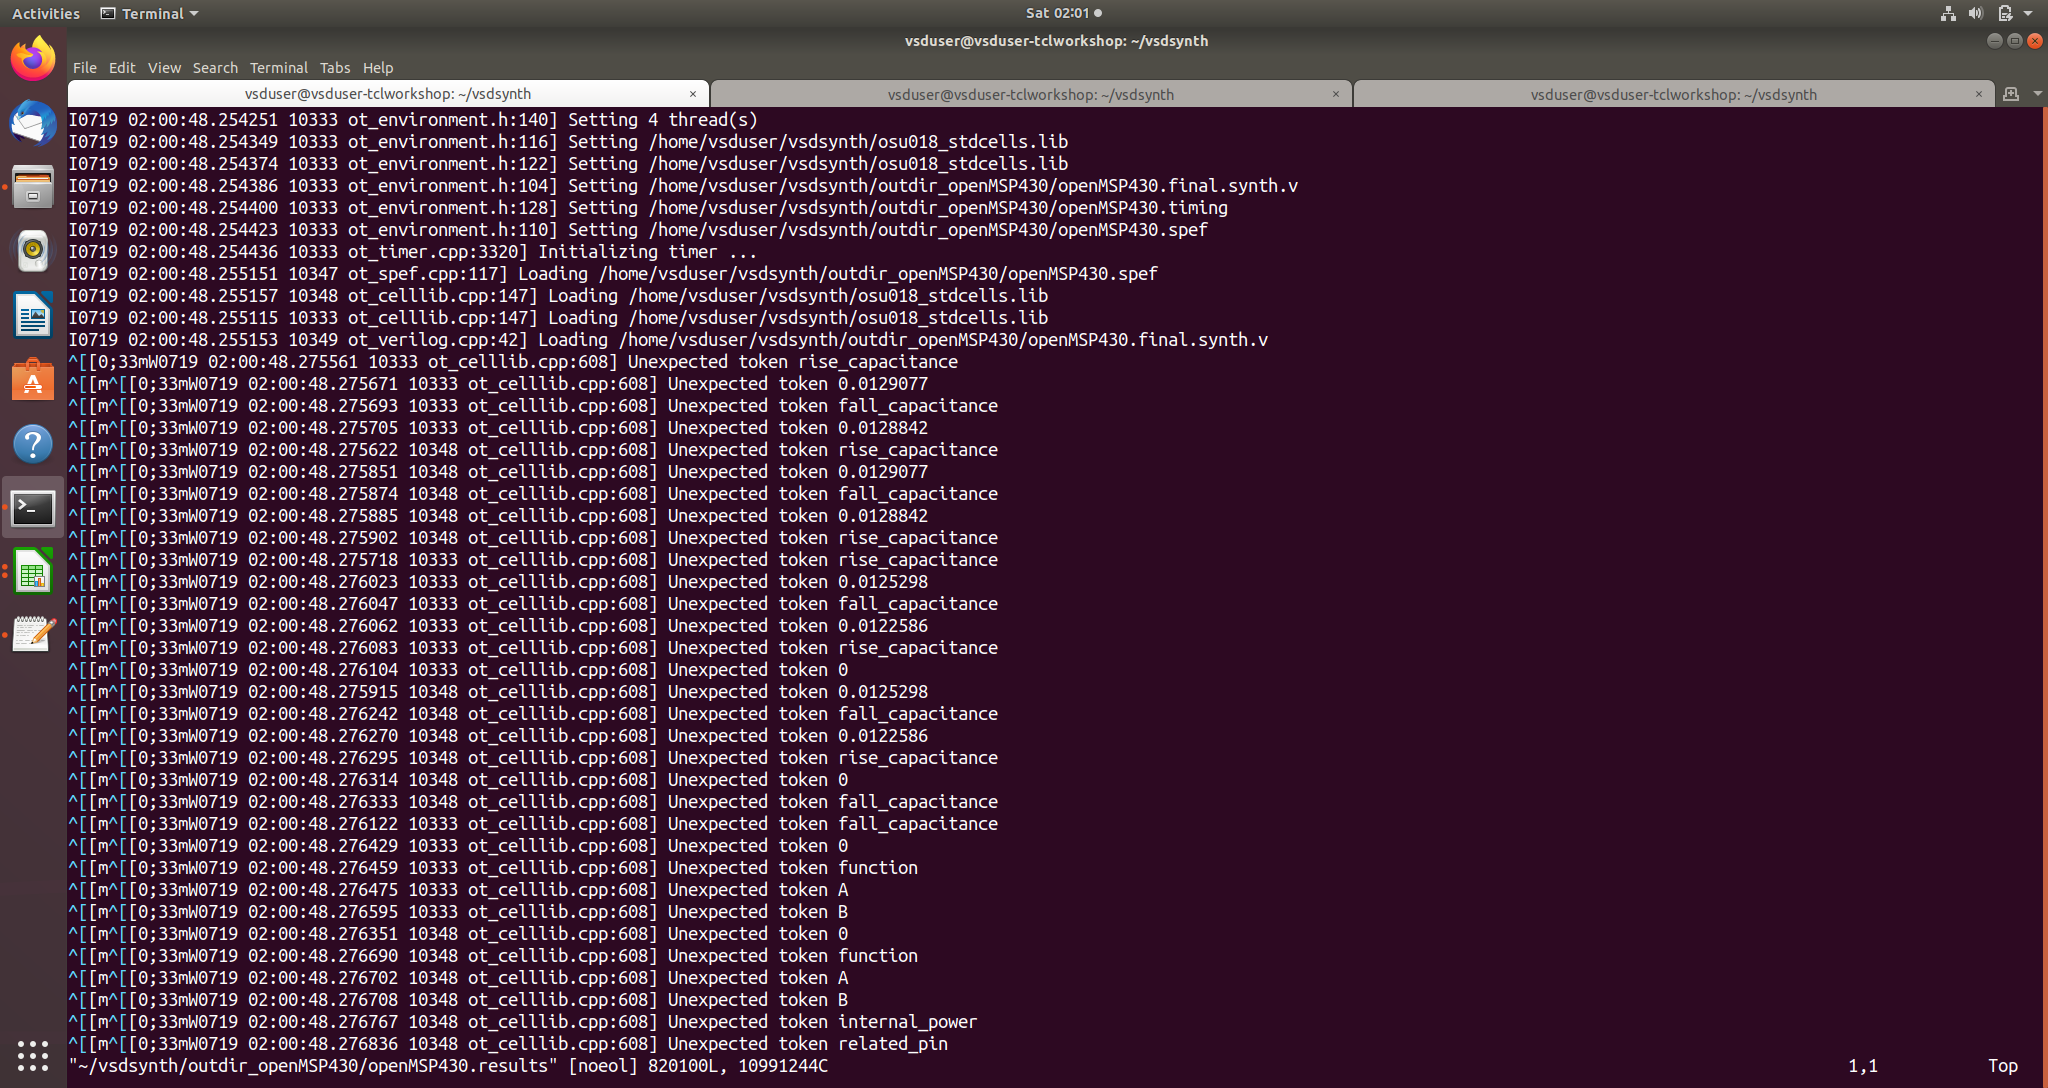 Activities Terminal Sat 02:01
vsduser@vsduser-tclworkshop: ~/vsdsynth
File Edit View Search Terminal Tabs Help
vsduser@vsduser-tclworkshop: ~/vsdsynth × vsduser@vsduser-tclworkshop: ~/vsdsynth × vsduser@vsduser-tclworkshop: ~/vsdsynth ×
I0719 02:00:48.254251 10333 ot_environment.h:140] Setting 4 thread(s)
I0719 02:00:48.254349 10333 ot_environment.h:116] Setting /home/vsduser/vsdsynth/osu018_stdcells.lib
I0719 02:00:48.254374 10333 ot_environment.h:122] Setting /home/vsduser/vsdsynth/osu018_stdcells.lib
I0719 02:00:48.254386 10333 ot_environment.h:104] Setting /home/vsduser/vsdsynth/outdir_openMSP430/openMSP430.final.synth.v
I0719 02:00:48.254400 10333 ot_environment.h:128] Setting /home/vsduser/vsdsynth/outdir_openMSP430/openMSP430.timing
I0719 02:00:48.254423 10333 ot_environment.h:110] Setting /home/vsduser/vsdsynth/outdir_openMSP430/openMSP430.spef
I0719 02:00:48.254436 10333 ot_timer.cpp:3320] Initializing timer ...
I0719 02:00:48.255151 10347 ot_spef.cpp:117] Loading /home/vsduser/vsdsynth/outdir_openMSP430/openMSP430.spef
I0719 02:00:48.255157 10348 ot_celllib.cpp:147] Loading /home/vsduser/vsdsynth/osu018_stdcells.lib
I0719 02:00:48.255115 10333 ot_celllib.cpp:147] Loading /home/vsduser/vsdsynth/osu018_stdcells.lib
I0719 02:00:48.255153 10349 ot_verilog.cpp:42] Loading /home/vsduser/vsdsynth/outdir_openMSP430/openMSP430.final.synth.v
^[[0;33mW0719 02:00:48.275561 10333 ot_celllib.cpp:608] Unexpected token rise_capacitance
^[[m^[[0;33mW0719 02:00:48.275671 10333 ot_celllib.cpp:608] Unexpected token 0.0129077
^[[m^[[0;33mW0719 02:00:48.275693 10333 ot_celllib.cpp:608] Unexpected token fall_capacitance
^[[m^[[0;33mW0719 02:00:48.275705 10333 ot_celllib.cpp:608] Unexpected token 0.0128842
^[[m^[[0;33mW0719 02:00:48.275622 10348 ot_celllib.cpp:608] Unexpected token rise_capacitance
^[[m^[[0;33mW0719 02:00:48.275851 10348 ot_celllib.cpp:608] Unexpected token 0.0129077
^[[m^[[0;33mW0719 02:00:48.275874 10348 ot_celllib.cpp:608] Unexpected token fall_capacitance
^[[m^[[0;33mW0719 02:00:48.275885 10348 ot_celllib.cpp:608] Unexpected token 0.0128842
^[[m^[[0;33mW0719 02:00:48.275902 10348 ot_celllib.cpp:608] Unexpected token rise_capacitance
^[[m^[[0;33mW0719 02:00:48.275718 10333 ot_celllib.cpp:608] Unexpected token rise_capacitance
^[[m^[[0;33mW0719 02:00:48.276023 10333 ot_celllib.cpp:608] Unexpected token 0.0125298
^[[m^[[0;33mW0719 02:00:48.276047 10333 ot_celllib.cpp:608] Unexpected token fall_capacitance
^[[m^[[0;33mW0719 02:00:48.276062 10333 ot_celllib.cpp:608] Unexpected token 0.0122586
^[[m^[[0;33mW0719 02:00:48.276083 10333 ot_celllib.cpp:608] Unexpected token rise_capacitance
^[[m^[[0;33mW0719 02:00:48.276104 10333 ot_celllib.cpp:608] Unexpected token 0
^[[m^[[0;33mW0719 02:00:48.275915 10348 ot_celllib.cpp:608] Unexpected token 0.0125298
^[[m^[[0;33mW0719 02:00:48.276242 10348 ot_celllib.cpp:608] Unexpected token fall_capacitance
^[[m^[[0;33mW0719 02:00:48.276270 10348 ot_celllib.cpp:608] Unexpected token 0.0122586
^[[m^[[0;33mW0719 02:00:48.276295 10348 ot_celllib.cpp:608] Unexpected token rise_capacitance
^[[m^[[0;33mW0719 02:00:48.276314 10348 ot_celllib.cpp:608] Unexpected token 0
^[[m^[[0;33mW0719 02:00:48.276333 10348 ot_celllib.cpp:608] Unexpected token fall_capacitance
^[[m^[[0;33mW0719 02:00:48.276122 10333 ot_celllib.cpp:608] Unexpected token fall_capacitance
^[[m^[[0;33mW0719 02:00:48.276429 10333 ot_celllib.cpp:608] Unexpected token 0
^[[m^[[0;33mW0719 02:00:48.276459 10333 ot_celllib.cpp:608] Unexpected token function
^[[m^[[0;33mW0719 02:00:48.276475 10333 ot_celllib.cpp:608] Unexpected token A
^[[m^[[0;33mW0719 02:00:48.276595 10333 ot_celllib.cpp:608] Unexpected token B
^[[m^[[0;33mW0719 02:00:48.276351 10348 ot_celllib.cpp:608] Unexpected token 0
^[[m^[[0;33mW0719 02:00:48.276690 10348 ot_celllib.cpp:608] Unexpected token function
^[[m^[[0;33mW0719 02:00:48.276702 10348 ot_celllib.cpp:608] Unexpected token A
^[[m^[[0;33mW0719 02:00:48.276708 10348 ot_celllib.cpp:608] Unexpected token B
^[[m^[[0;33mW0719 02:00:48.276767 10348 ot_celllib.cpp:608] Unexpected token internal_power
^[[m^[[0;33mW0719 02:00:48.276836 10348 ot_celllib.cpp:608] Unexpected token related_pin
"~/vsdsynth/outdir_openMSP430/openMSP430.results" [noeol] 820100L, 10991244C 1,1 Top